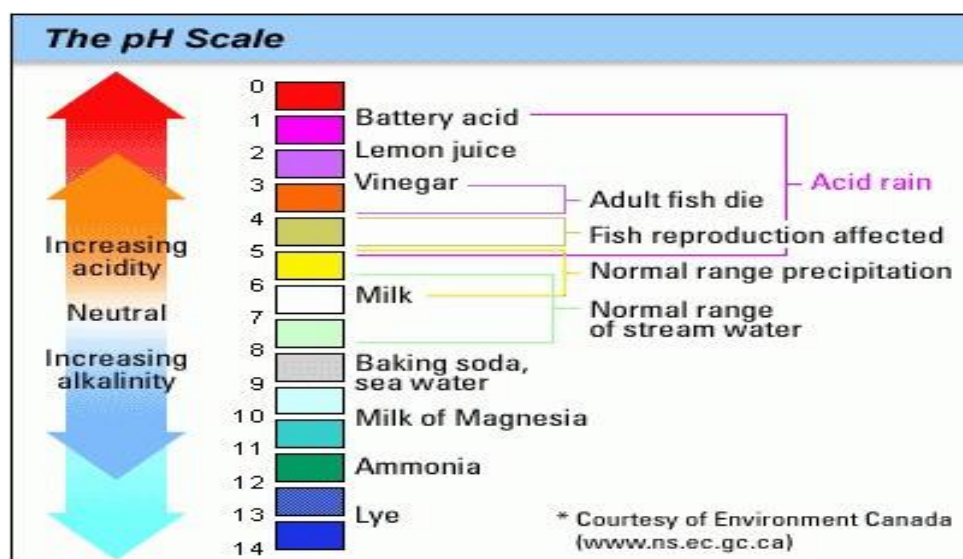 The pH Scale
0
1
2
3
4
5
6
7
8
9
10
11
12
13
14
Increasing
acidity
Neutral
Increasing
alkalinity
Battery acid
Lemon juice
Vinegar
Milk
Baking soda,
sea water
Milk of Magnesia
Ammonia
Lye
Acid rain
Adult fish die
Fish reproduction affected
Normal range precipitation
Normal range
of stream water
* Courtesy of Environment Canada
(www.ns.ec.gc.ca)